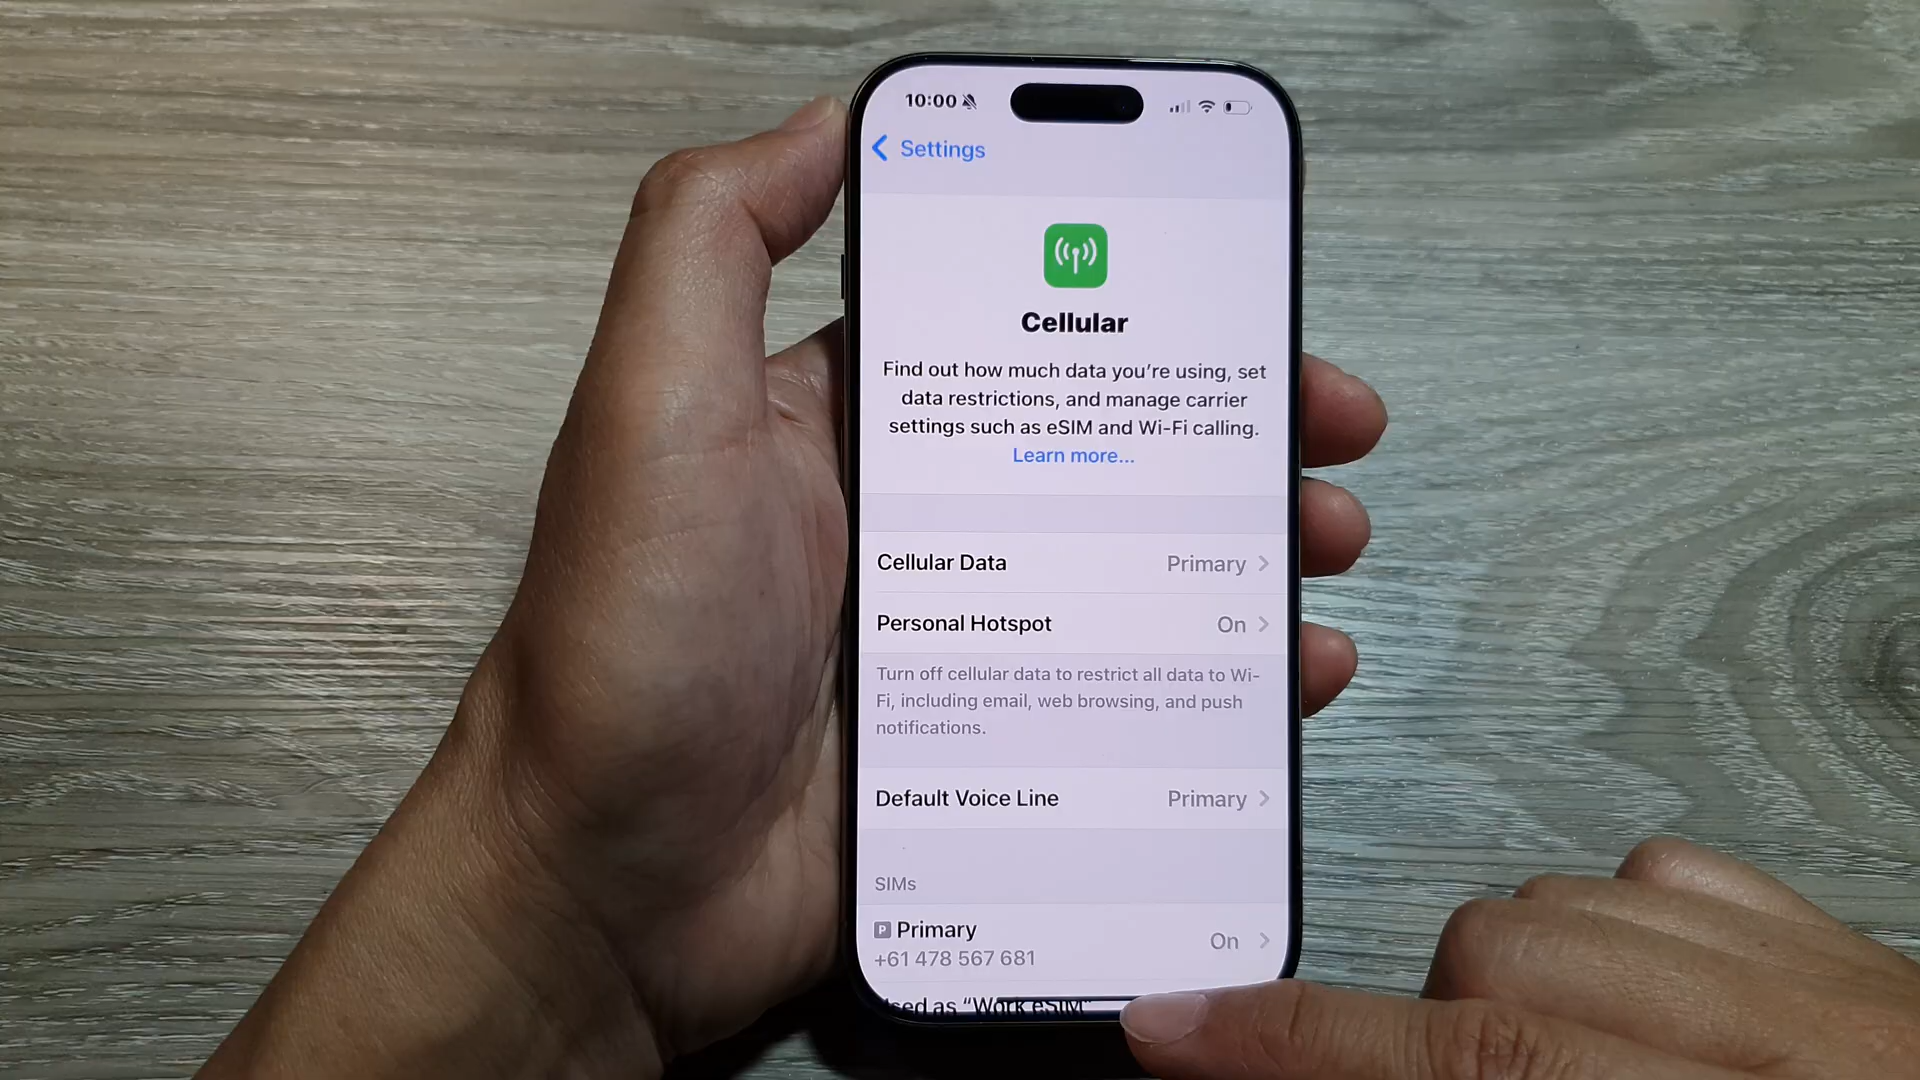 10:00
Settings
Cellular
Find out how much data you're using, set
data restrictions, and manage carrier
settings such as eSIM and Wi-Fi calling.
Learn more...
Cellular Data Primary
Personal Hotspot On
Turn off cellular data to restrict all data to Wi-
Fi, including email, web browsing, and push
notifications.
Default Voice Line Primary
SIMs
P Primary On
+61 478 567 681
as “Work eSIM”